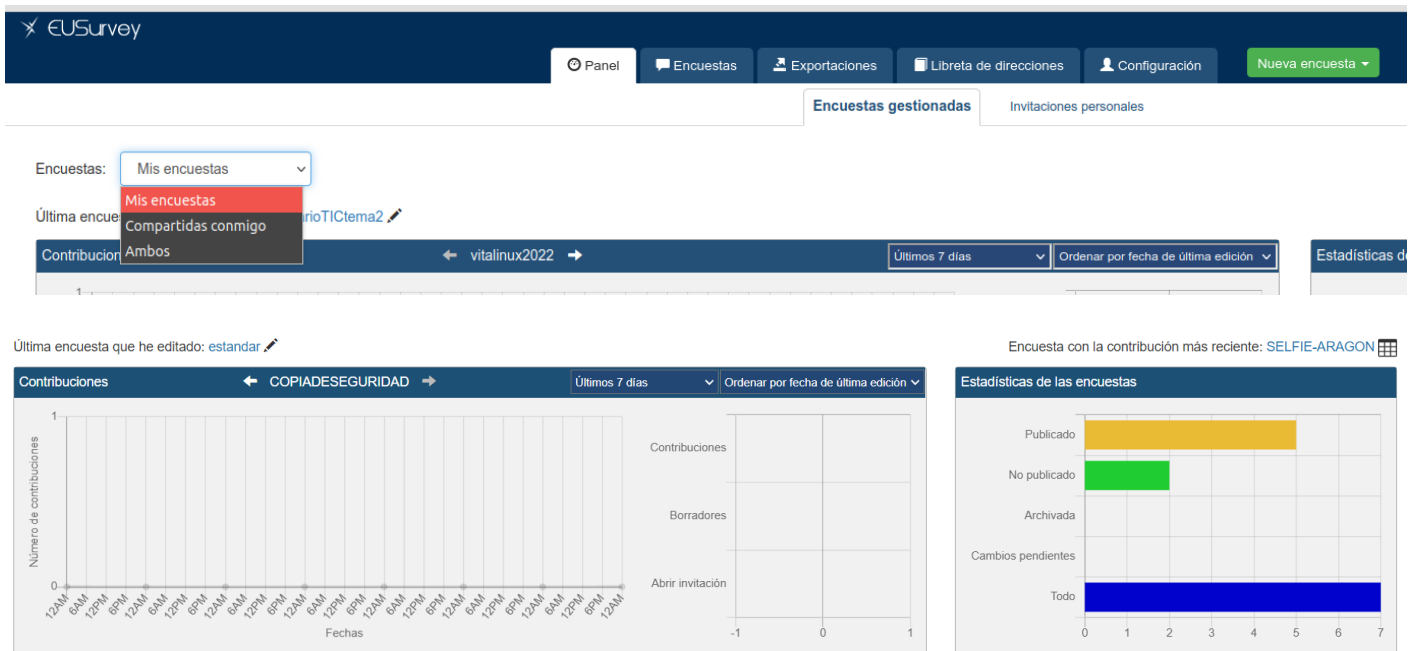 EUSurvey
Panel Encuestas Exportaciones Libreta de direcciones Configuración Nueva encuesta
Encuestas gestionadas Invitaciones personales
Encuestas: Mis encuestas
Mis encuestas
Última encue rioTICtema2
Compartidas conmigo
Ambos
Contribucion vitalinux2022 Últimos 7 días Ordenar por fecha de última edición Estadísticas de
1
Última encuesta que he editado: estandar Encuesta con la contribución más reciente: SELFIE-ARAGON
Contribuciones COPIADESEGURIDAD Últimos 7 días Ordenar por fecha de última edición Estadísticas de las encuestas
1
Número de contribuciones
0
12AM 6AM 12PM 6PM 12AM 6AM 12PM 6PM 12AM 6AM 12PM 6PM 12AM 6AM 12PM 6PM 12AM 6AM 12PM 6PM 12AM 6AM 12PM 6PM 12AM 6AM 12PM 6PM 12AM
Fechas
Contribuciones
Borradores
Abrir invitación
-1 0 1
Publicado
No publicado
Archivada
Cambios pendientes
Todo
0 1 2 3 4 5 6 7